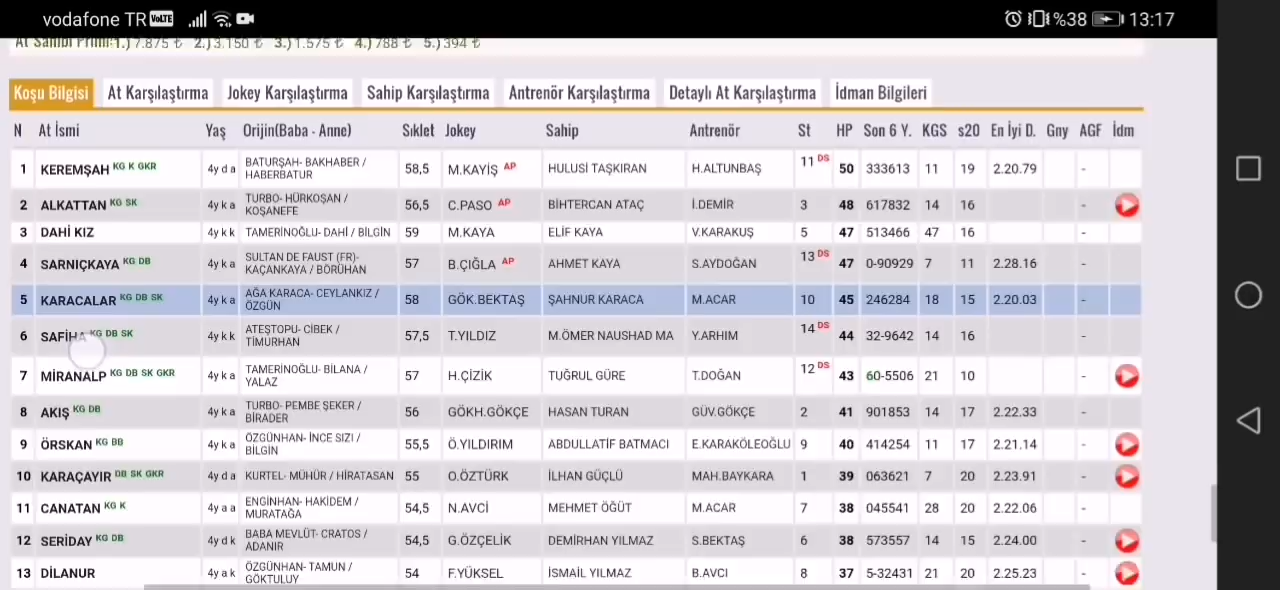 vodafone TR VoLTE %38 13:17
At Sahibi Primi:1.)7.875 ₺ 2.)3.150 ₺ 3.)1.575 ₺ 4.)788 ₺ 5.)394 ₺
Koşu Bilgisi At Karşılaştırma Jokey Karşılaştırma Sahip Karşılaştırma Antrenör Karşılaştırma Detaylı At Karşılaştırma İdman Bilgileri
N At İsmi Yaş Orijin(Baba - Anne) Sıklet Jokey Sahip Antrenör St HP Son 6 Y. KGS s20 En İyi D. Gny AGF İdm
1 KEREMŞAH KG K GKR 4y d a BATURŞAH- BAKHABER / HABERBATUR 58,5 M.KAYİŞ AP HULUSİ TAŞKIRAN H.ALTUNBAŞ 11 DS 50 333613 11 19 2.20.79 -
2 ALKATTAN KG SK 4y k a TURBO- HÜRKOŞAN / KOŞANEFE 56,5 C.PASO AP BİHTERCAN ATAÇ İ.DEMİR 3 48 617832 14 16 -
3 DAHİ KIZ 4y k k TAMERİNOĞLU- DAHİ / BİLGİN 59 M.KAYA ELİF KAYA V.KARAKUŞ 5 47 513466 47 16 -
4 SARNIÇKAYA KG DB 4y k a SULTAN DE FAUST (FR)- KAÇANKAYA / BÖRÜHAN 57 B.ÇIĞLA AP AHMET KAYA S.AYDOĞAN 13 DS 47 0-90929 7 11 2.28.16 -
5 KARACALAR KG DB SK 4y k a AĞA KARACA- CEYLANKIZ / ÖZGÜN 58 GÖK.BEKTAŞ ŞAHNUR KARACA M.ACAR 10 45 246284 18 15 2.20.03 -
6 SAFİHA KG DB SK 4y k k ATEŞTOPU- CİBEK / TİMURHAN 57,5 T.YILDIZ M.ÖMER NAUSHAD MA Y.ARHIM 14 DS 44 32-9642 14 16 -
7 MİRANALP KG DB SK GKR 4y k a TAMERİNOĞLU- BİLANA / YALAZ 57 H.ÇİZİK TUĞRUL GÜRE T.DOĞAN 12 DS 43 60-5506 21 10 -
8 AKIŞ KG DB 4y k a TURBO- PEMBE ŞEKER / BİRADER 56 GÖKH.GÖKÇE HASAN TURAN GÜV.GÖKÇE 2 41 901853 14 17 2.22.33 -
9 ÖRSKAN KG BB 4y k a ÖZGÜNHAN- İNCE SIZI / BİLGİN 55,5 Ö.YILDIRIM ABDULLATİF BATMACI E.KARAKÖLEOĞLU 9 40 414254 11 17 2.21.14 -
10 KARAÇAYIR DB SK GKR 4y d a KURTEL- MÜHÜR / HİRATASAN 55 O.ÖZTÜRK İLHAN GÜÇLÜ MAH.BAYKARA 1 39 063621 7 20 2.23.91 -
11 CANATAN KG K 4y a a ENGİNHAN- HAKİDEM / MURATAĞA 54,5 N.AVCİ MEHMET ÖĞÜT M.ACAR 7 38 045541 28 20 2.22.06 -
12 SERİDAY KG DB 4y d k BABA MEVLÜT- CRATOS / ADANIR 54,5 G.ÖZÇELİK DEMİRHAN YILMAZ S.BEKTAŞ 6 38 573557 14 15 2.24.00 -
13 DİLANUR 4y a k ÖZGÜNHAN- TAMUN / GÖKTULUY 54 F.YÜKSEL İSMAİL YILMAZ B.AVCI 8 37 5-32431 21 20 2.25.23 -